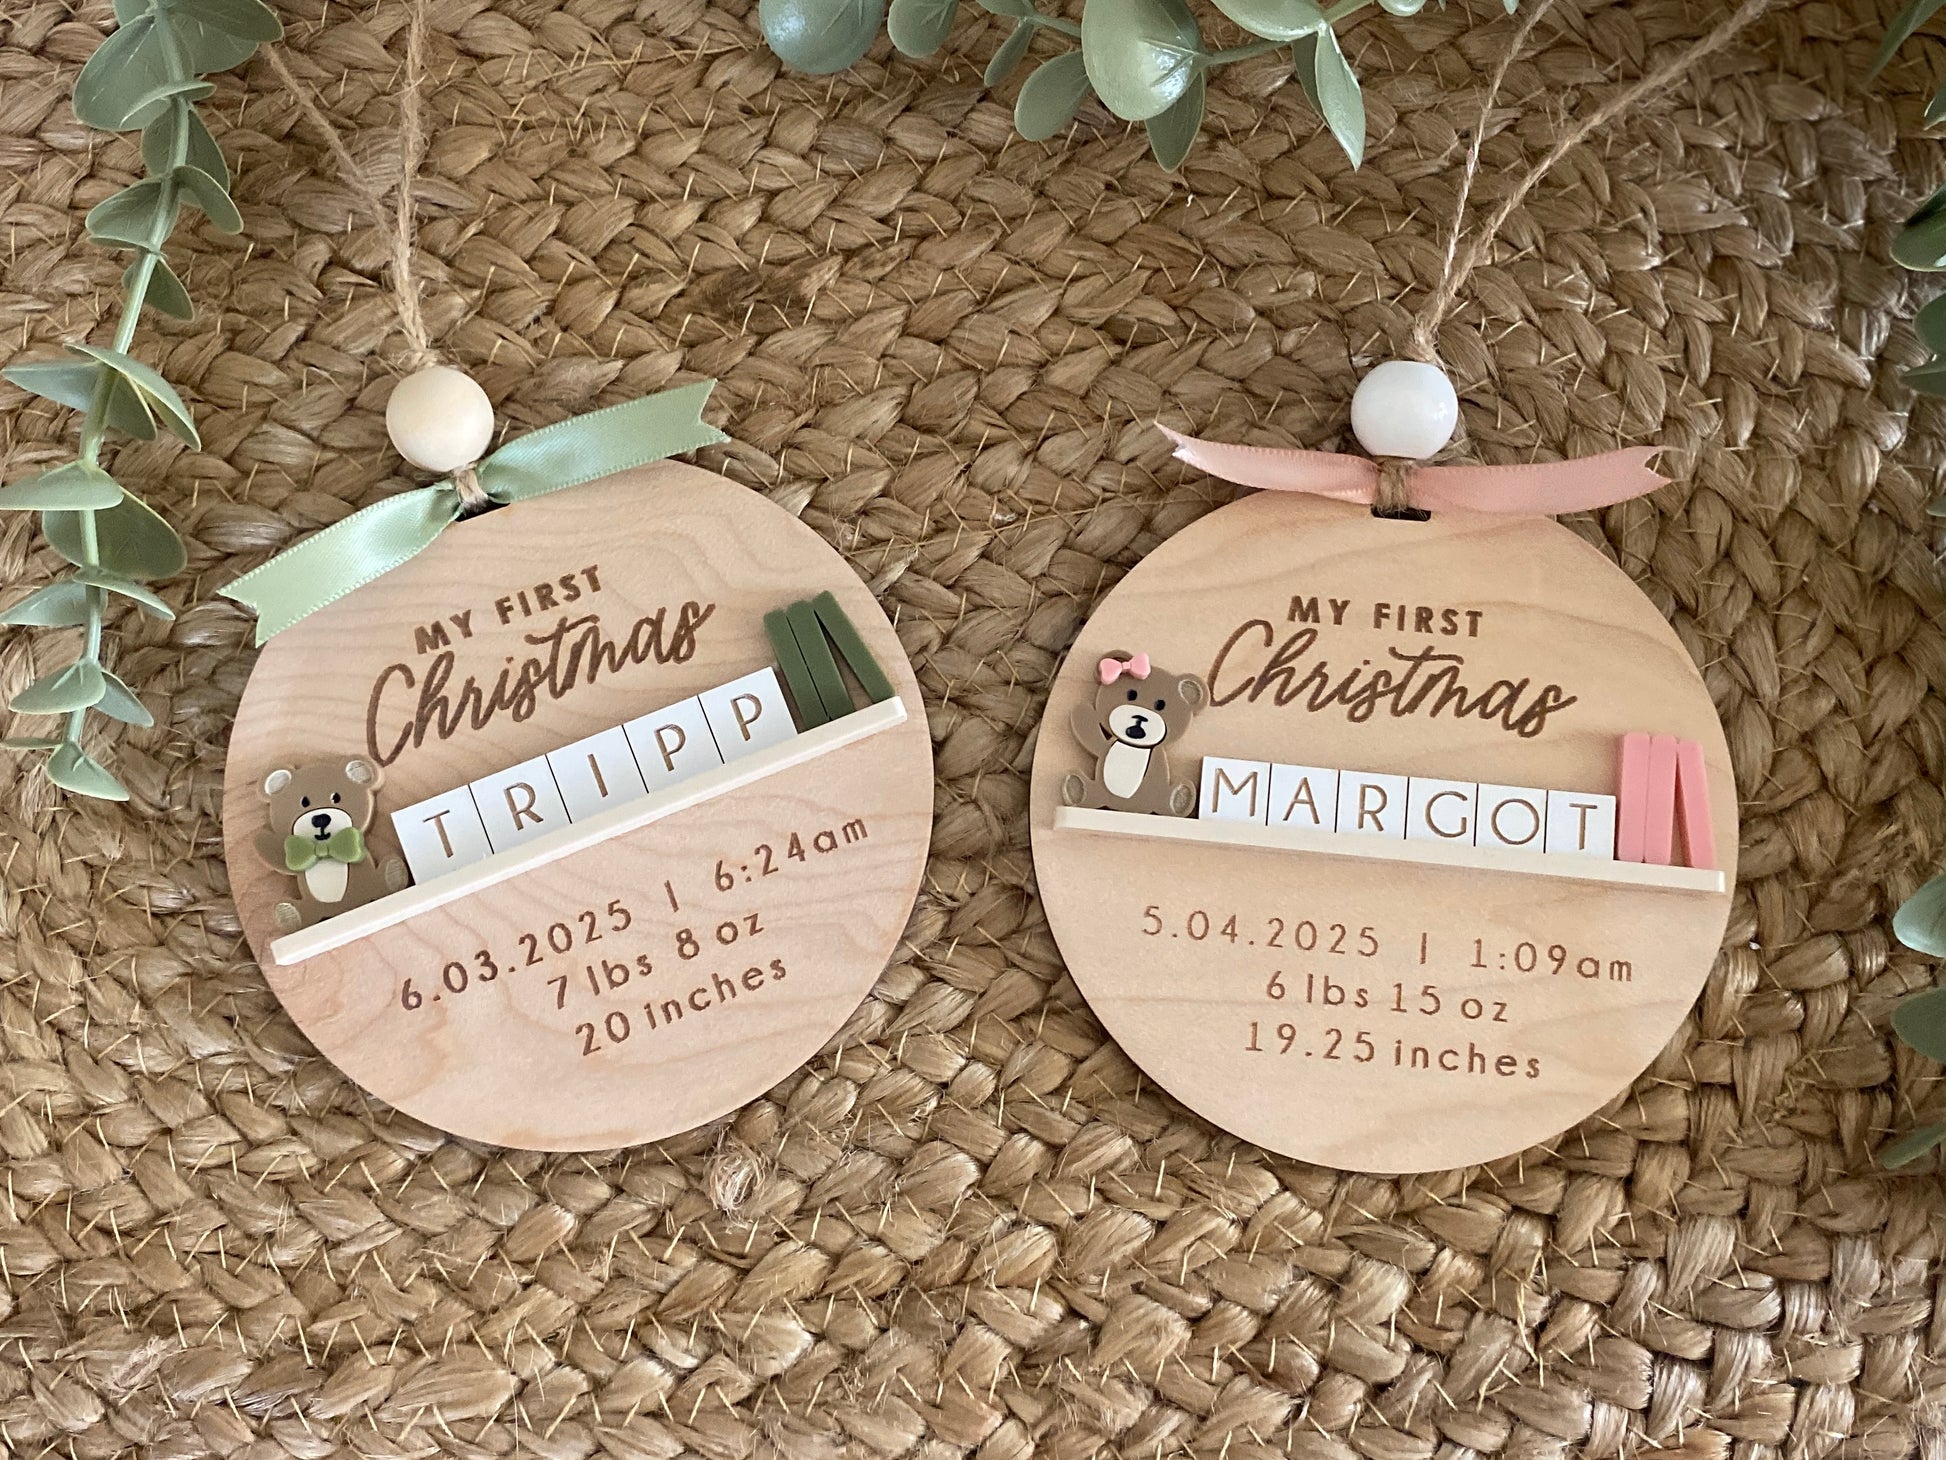 MY FIRST
Christmas
TRIPP
6.03.2025 | 6:24am
7 lbs 8 oz
20 inches
MY FIRST
Christmas
MARGOT
5.04.2025 | 1:09am
6 lbs 15 oz
19.25 inches